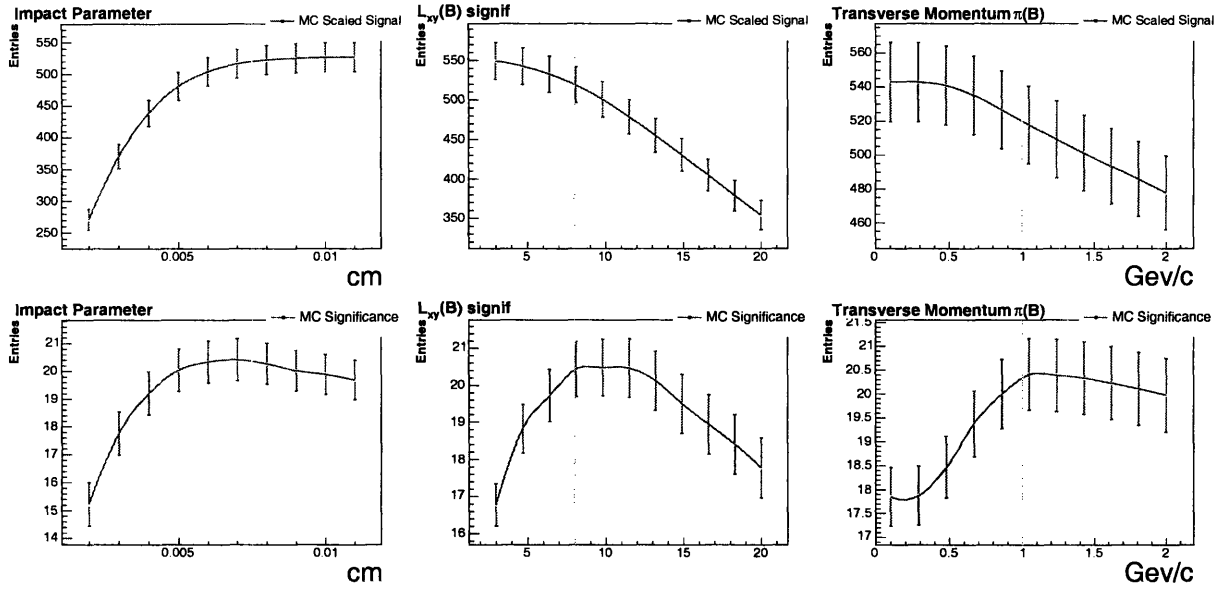 Impact Parameter
MC Scaled Signal
Entries
550
500
450
400
350
300
250
0.005
0.01
cm
Lxy(B) signif
MC Scaled Signal
Entries
550
500
450
400
350
5
10
15
20
Transverse Momentum π(B)
MC Scaled Signal
Entries
560
540
520
500
480
460
0
0.5
1
1.5
2
Gev/c
Impact Parameter
MC Significance
Entries
21
20
19
18
17
16
15
14
0.005
0.01
cm
Lxy(B) signif
MC Significance
Entries
21
20
19
18
17
16
5
10
15
20
Transverse Momentum π(B)
MC Significance
Entries
21.5
21
20.5
20
19.5
19
18.5
18
17.5
17
0
0.5
1
1.5
2
Gev/c